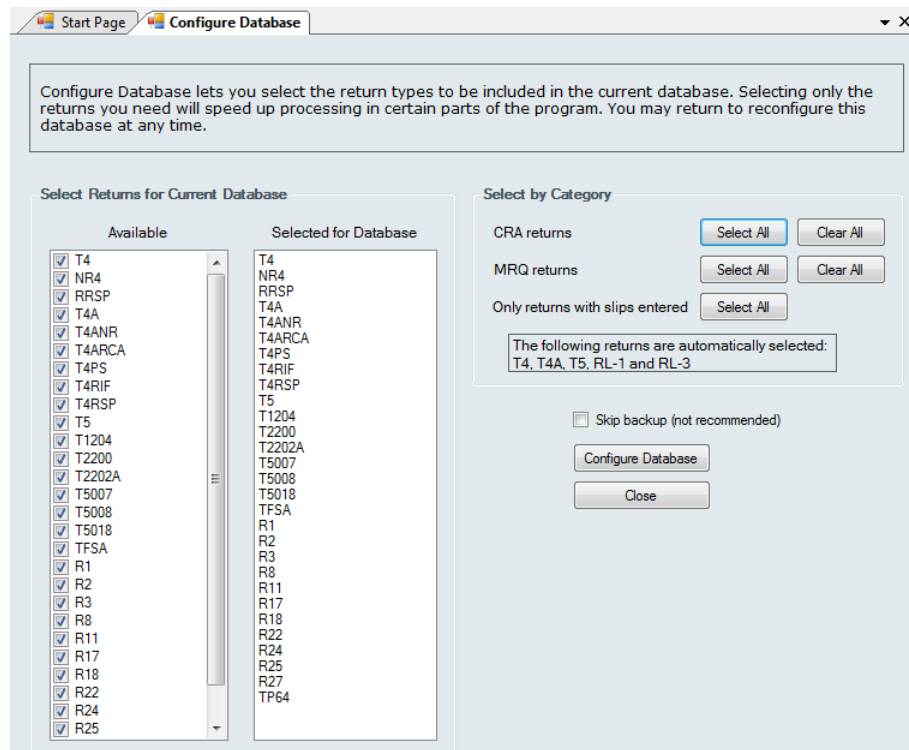 Start Page
Configure Database
Configure Database lets you select the return types to be included in the current database. Selecting only the
returns you need will speed up processing in certain parts of the program. You may return to reconfigure this
database at any time.
Select Returns for Current Database
Available
T4
NR4
RRSP
T4A
T4ANR
T4ARCA
T4PS
T4RIF
T4RSP
T5
T1204
T2200
T2202A
T5007
T5008
T5018
TFSA
R1
R2
R3
R8
R11
R17
R18
R22
R24
R25
Selected for Database
T4
NR4
RRSP
T4A
T4ANR
T4ARCA
T4PS
T4RIF
T4RSP
T5
T1204
T2200
T2202A
T5007
T5008
T5018
TFSA
R1
R2
R3
R8
R11
R17
R18
R22
R24
R25
R27
TP64
Select by Category
CRA returns Select All Clear All
MRQ returns Select All Clear All
Only returns with slips entered Select All
The following returns are automatically selected:
T4, T4A, T5, RL-1 and RL-3
Skip backup (not recommended)
Configure Database
Close